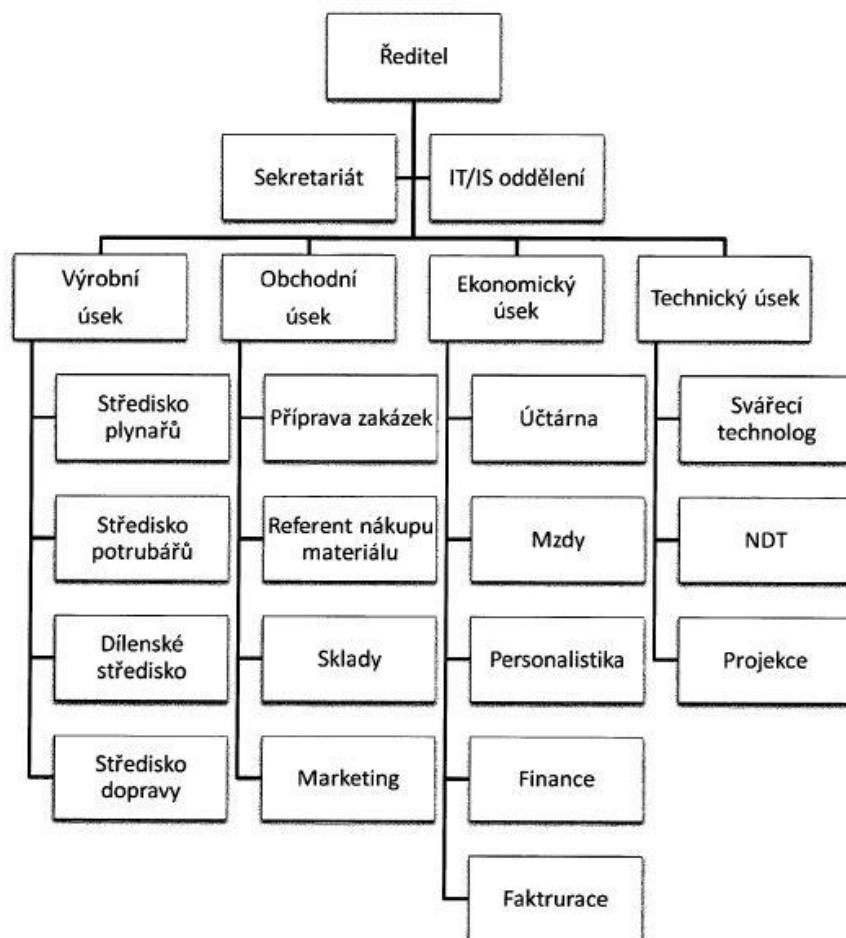 Ředitel
Sekretariát
IT/IS oddělení
Výrobní
úsek
Obchodní
úsek
Ekonomický
úsek
Technický úsek
Středisko
plynařů
Příprava zakázek
Účtárna
Svářecí
technolog
Středisko
potrubářů
Referent nákupu
materiálu
Mzdy
NDT
Dílenské
středisko
Sklady
Personalistika
Projekce
Středisko
dopravy
Marketing
Finance
Faktrurace